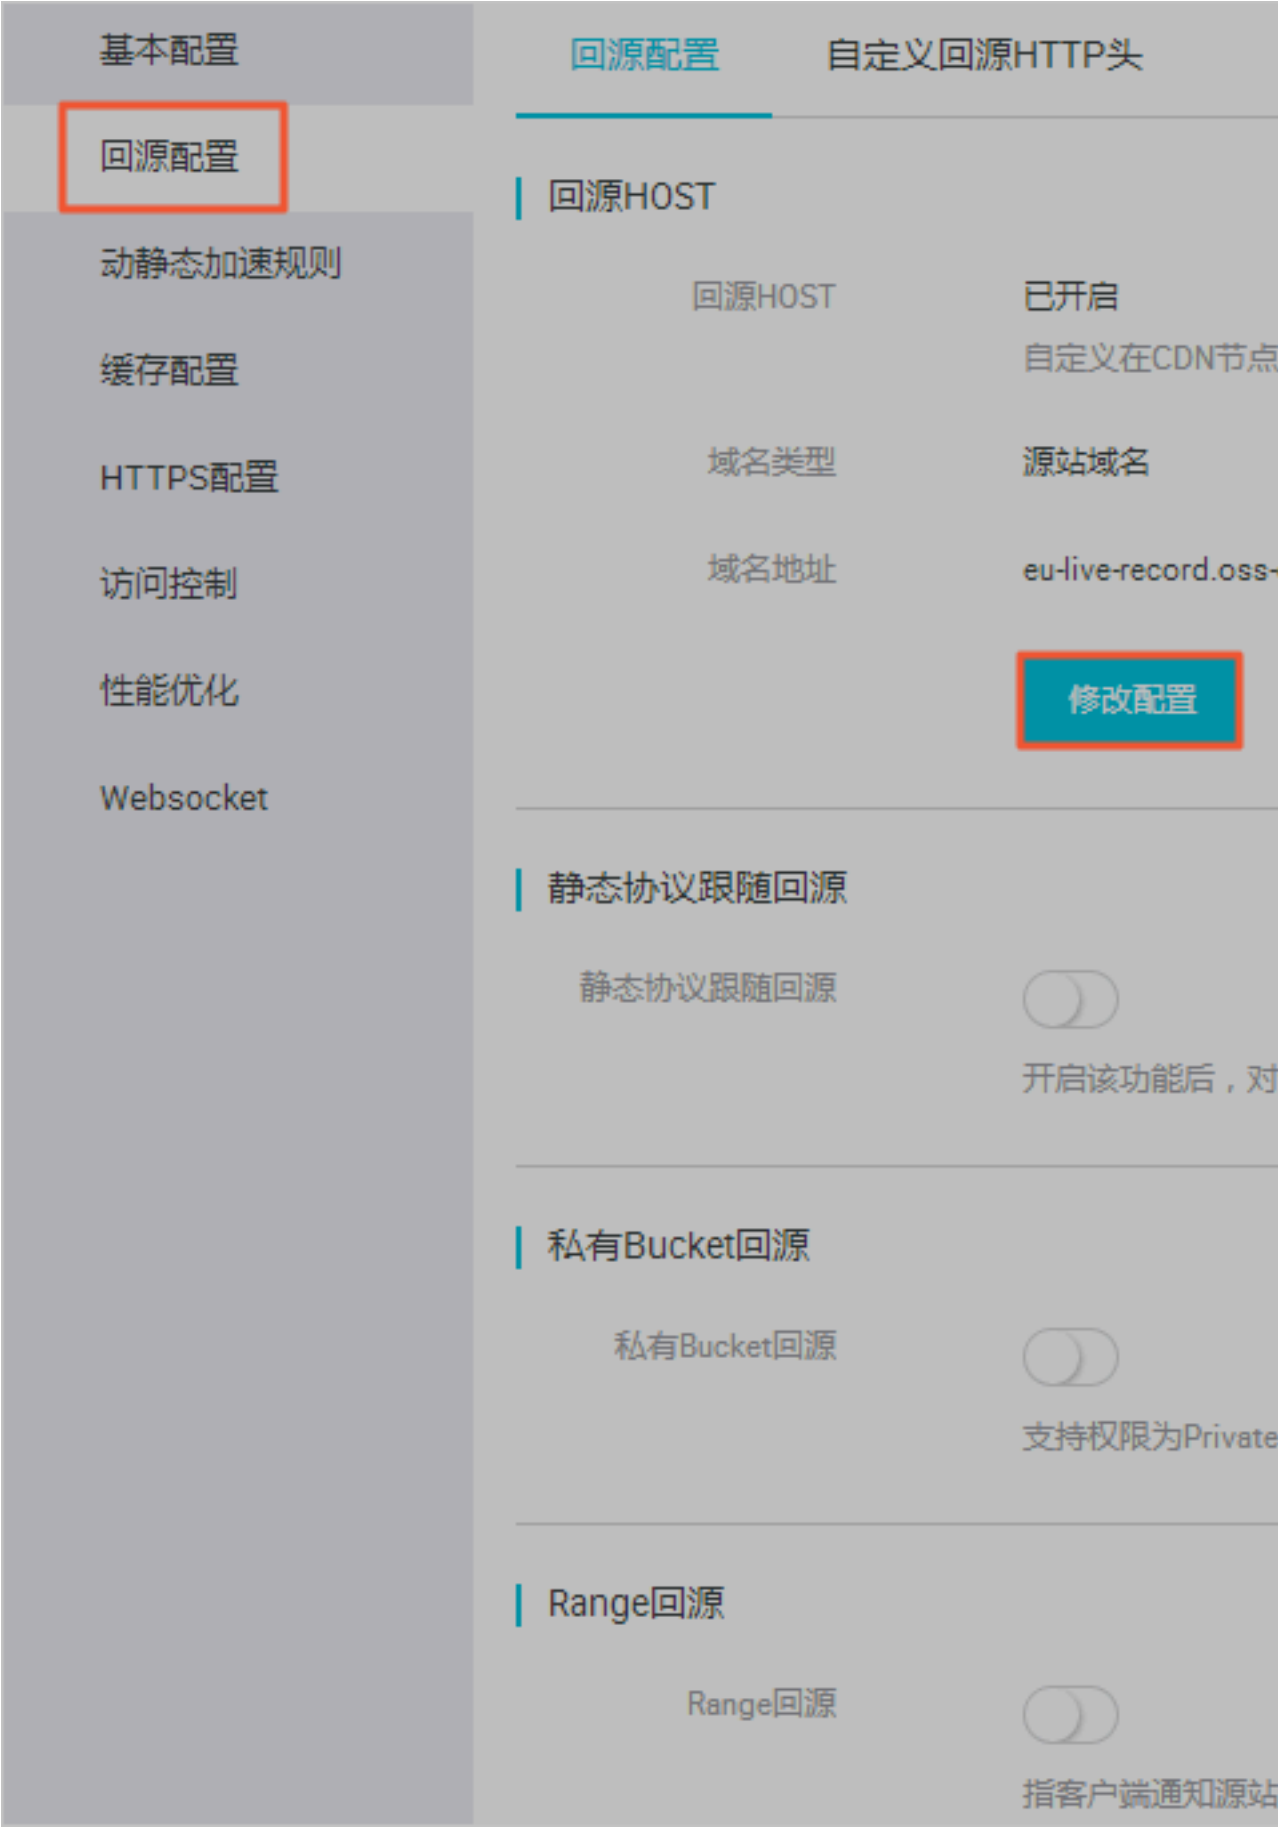 基本配置
回源配置
动静态加速规则
缓存配置
HTTPS配置
访问控制
性能优化
Websocket
回源配置 自定义回源HTTP头
回源HOST
回源HOST 已开启
自定义在CDN节点
域名类型 源站域名
域名地址 eu-live-record.oss-
修改配置
静态协议跟随回源
静态协议跟随回源
开启该功能后，对
私有Bucket回源
私有Bucket回源
支持权限为Private
Range回源
Range回源
指客户端通知源站